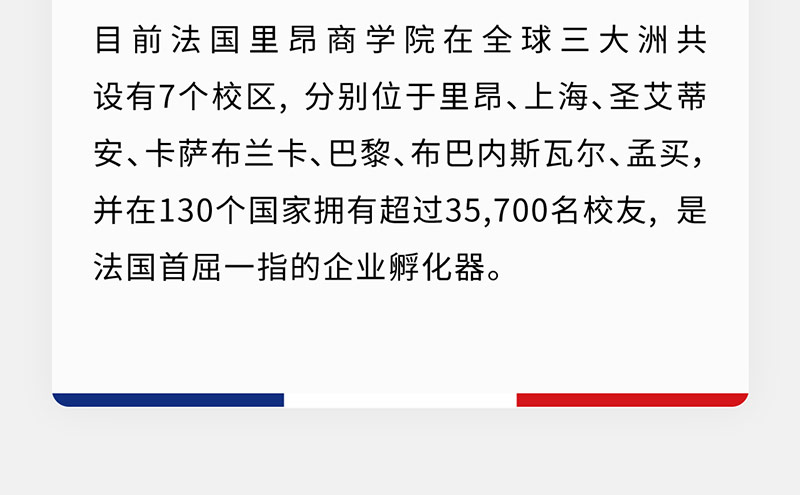 目前法国里昂商学院在全球三大洲共
设有7个校区, 分别位于里昂、上海、圣艾蒂
安、卡萨布兰卡、巴黎、布巴内斯瓦尔、孟买,
并在130个国家拥有超过35,700名校友, 是
法国首屈一指的企业孵化器。